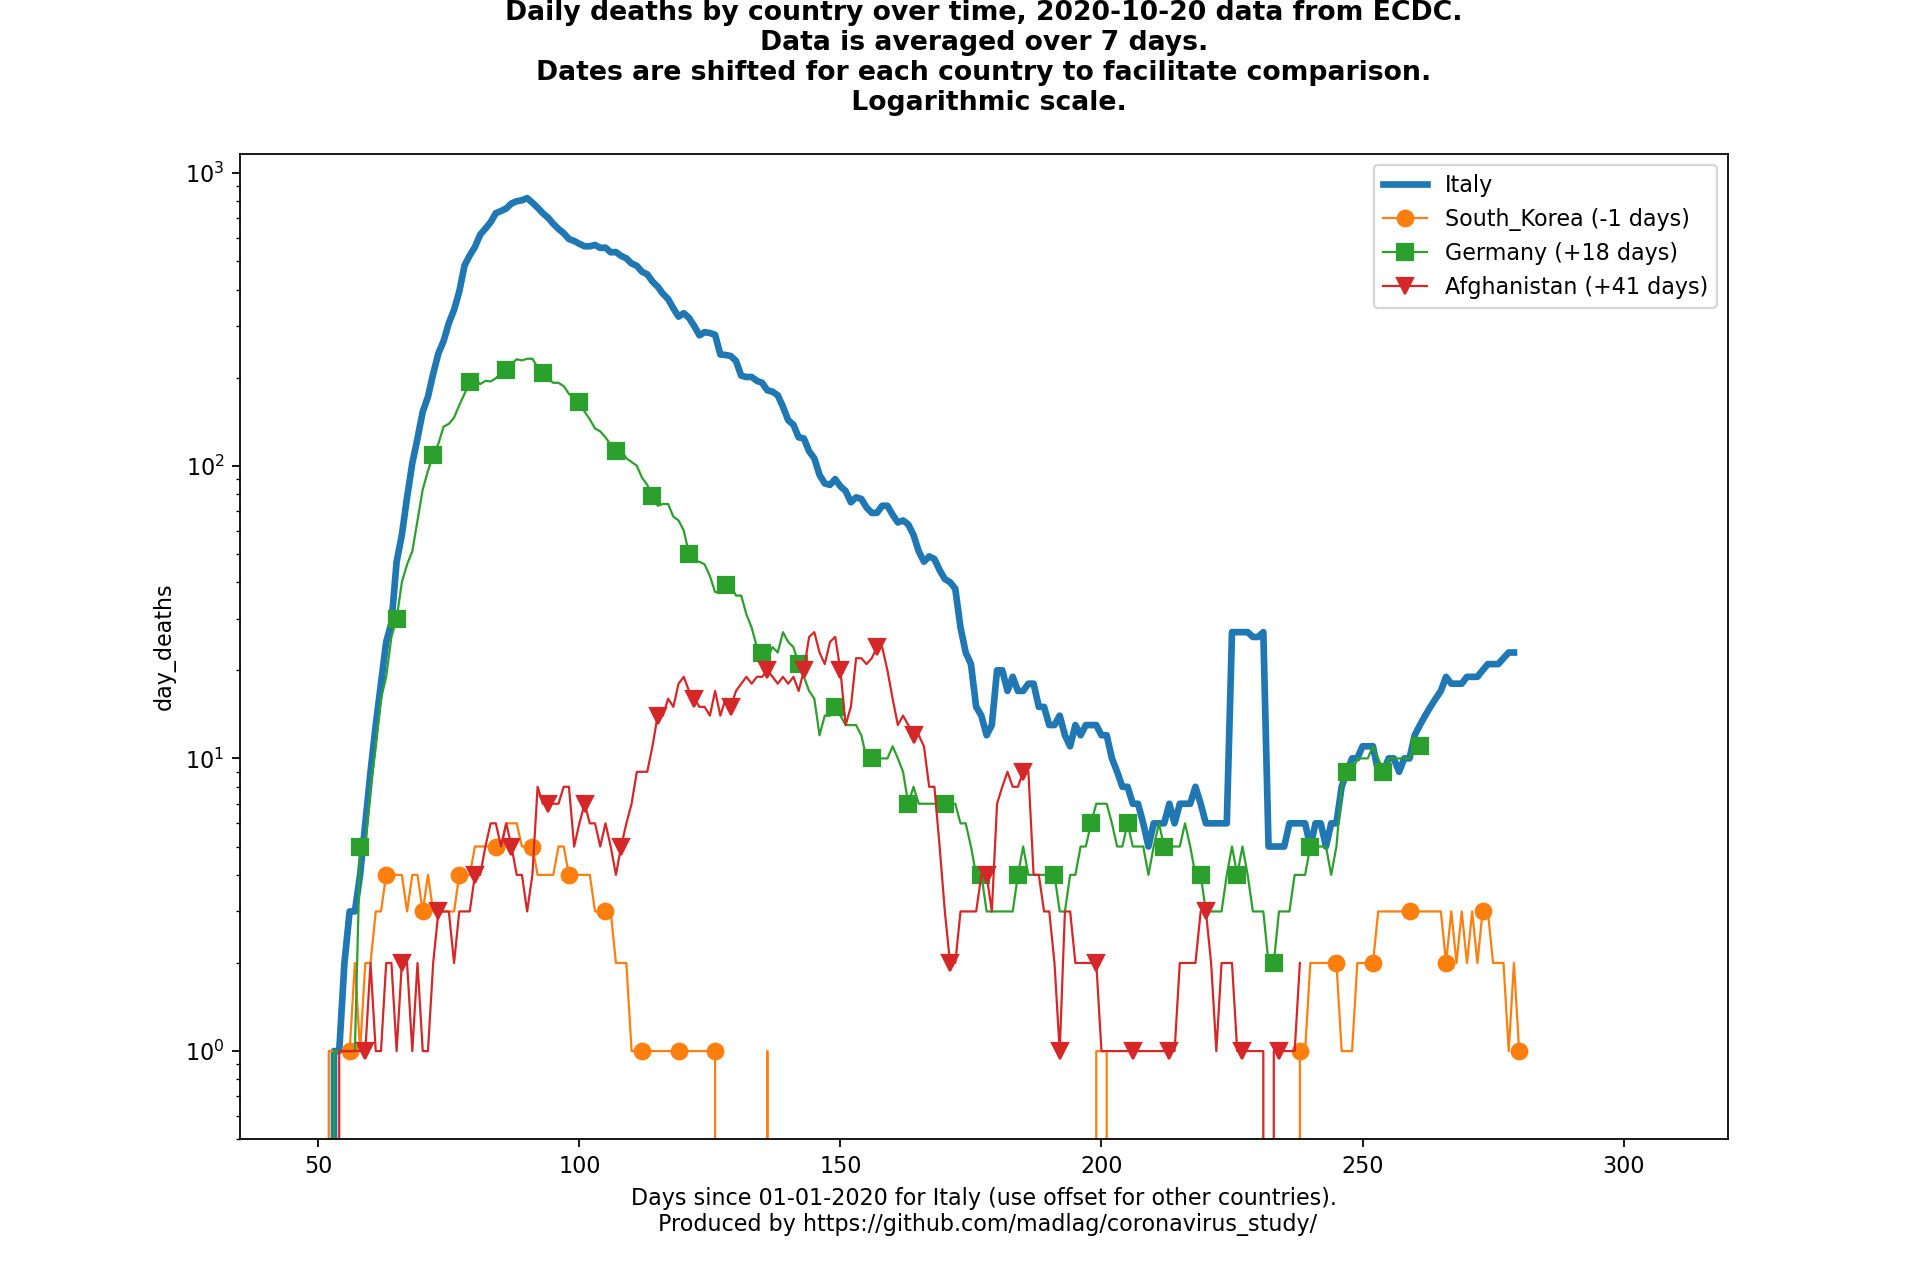 Daily deaths by country over time, 2020-10-20 data from ECDC.
Data is averaged over 7 days.
Dates are shifted for each country to facilitate comparison.
Logarithmic scale.
10³
10²
10¹
10⁰
day_deaths
Italy
South_Korea (-1 days)
Germany (+18 days)
Afghanistan (+41 days)
50 100 150 200 250 300
Days since 01-01-2020 for Italy (use offset for other countries).
Produced by https://github.com/madlag/coronavirus_study/